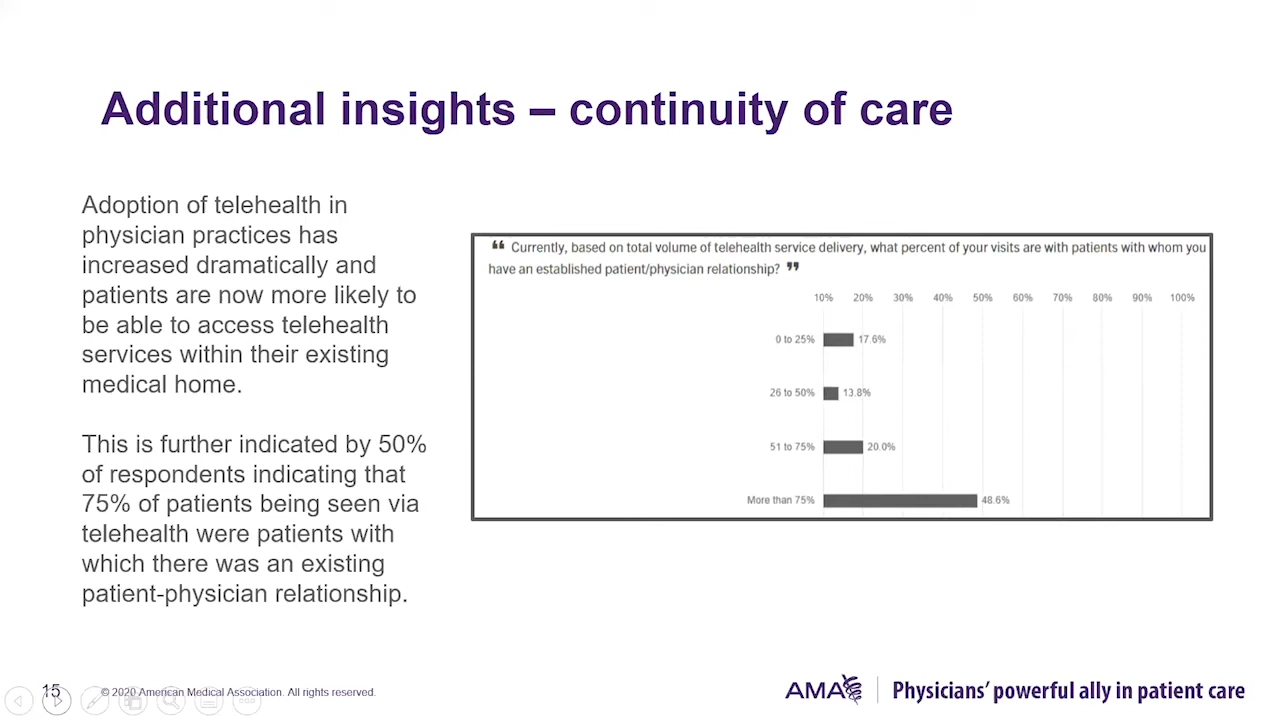 Additional insights – continuity of care
Adoption of telehealth in
physician practices has
increased dramatically and
patients are now more likely to
be able to access telehealth
services within their existing
medical home.
This is further indicated by 50%
of respondents indicating that
75% of patients being seen via
telehealth were patients with
which there was an existing
patient-physician relationship.
❝ Currently, based on total volume of telehealth service delivery, what percent of your visits are with patients with whom you
have an established patient/physician relationship? ❞
10% 20% 30% 40% 50% 60% 70% 80% 90% 100%
0 to 25% 17.6%
26 to 50% 13.8%
51 to 75% 20.0%
More than 75% 48.6%
15 © 2020 American Medical Association. All rights reserved.
AMA Physicians’ powerful ally in patient care